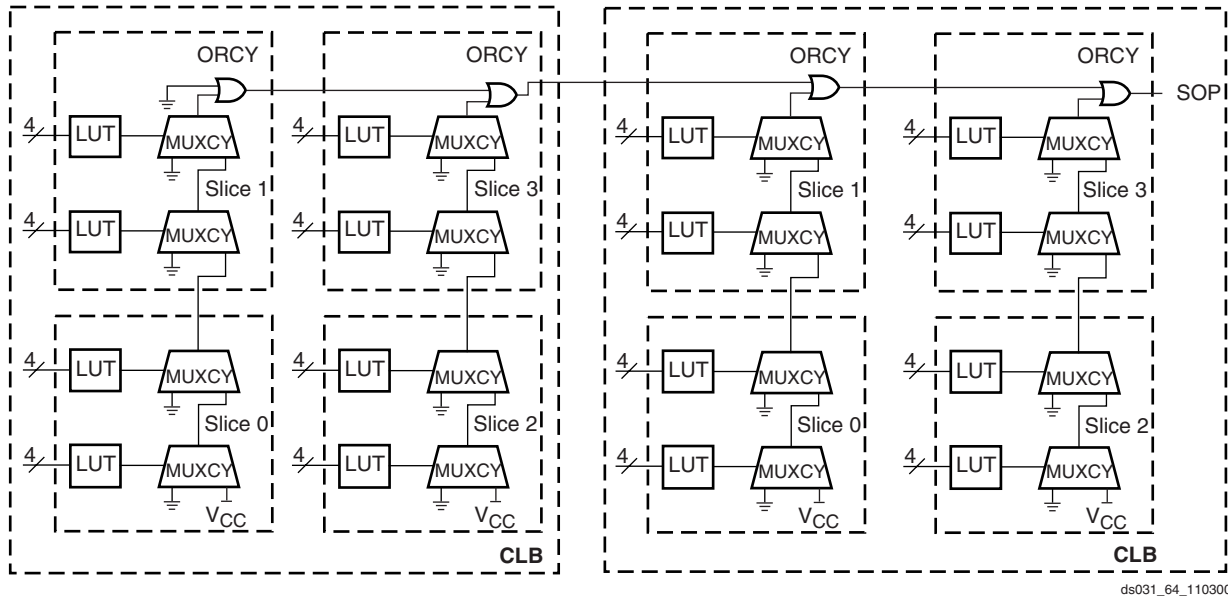 ORCY ORCY ORCY ORCY
SOP
4 LUT MUXCY 4 LUT MUXCY 4 LUT MUXCY 4 LUT MUXCY
Slice 1 Slice 3 Slice 1 Slice 3
4 LUT MUXCY 4 LUT MUXCY 4 LUT MUXCY 4 LUT MUXCY
4 LUT MUXCY 4 LUT MUXCY 4 LUT MUXCY 4 LUT MUXCY
Slice 0 Slice 2 Slice 0 Slice 2
4 LUT MUXCY 4 LUT MUXCY 4 LUT MUXCY 4 LUT MUXCY
VCC VCC VCC VCC
CLB CLB
ds031_64_110300